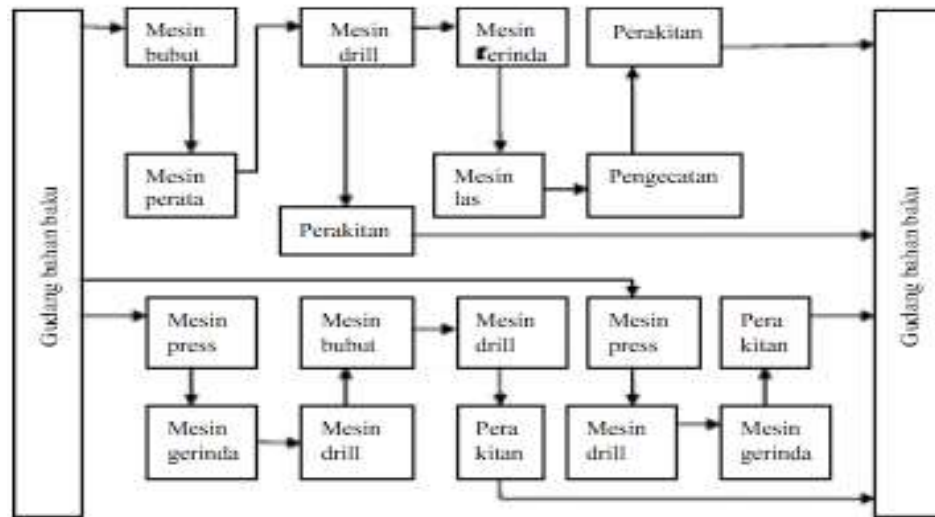 Gudang bahan baku
Mesin
bubut
Mesin
drill
Mesin
gerinda
Perakitan
Mesin
perata
Mesin
las
Pengecatan
Perakitan
Mesin
press
Mesin
bubut
Mesin
drill
Mesin
press
Pera
kitan
Mesin
gerinda
Mesin
drill
Pera
kitan
Mesin
drill
Mesin
gerinda
Gudang bahan baku